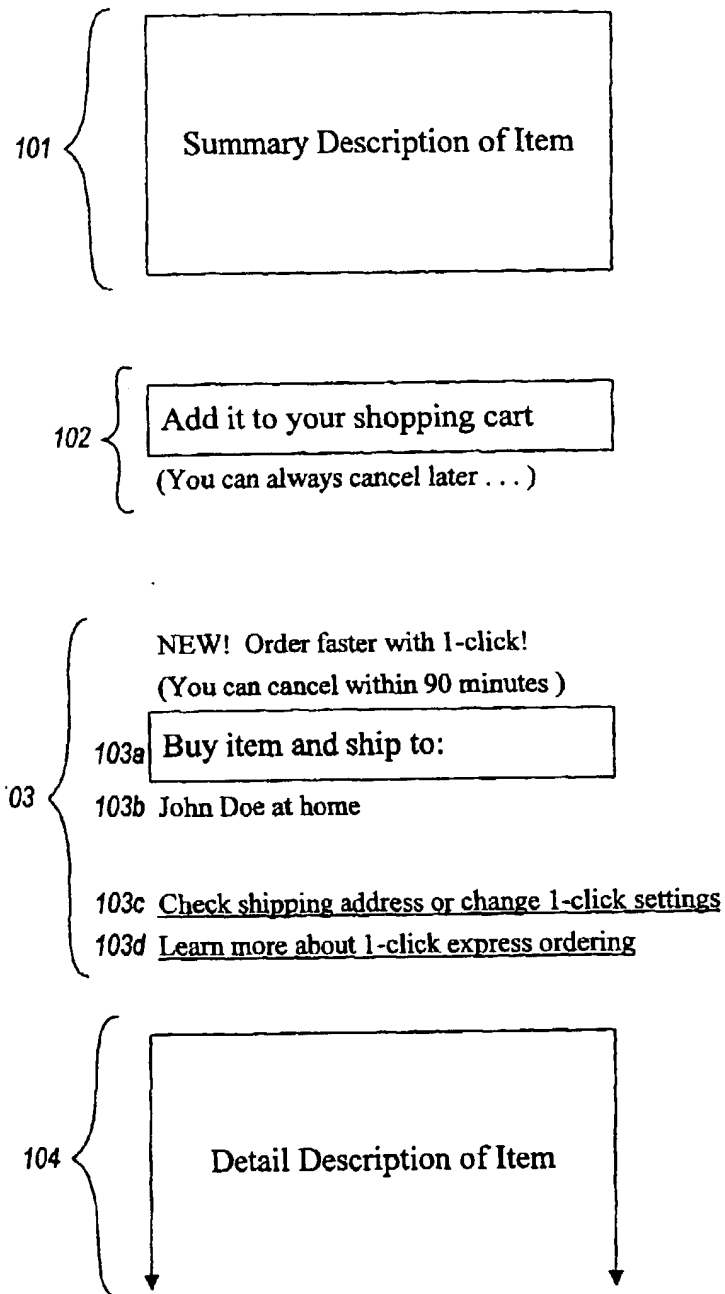 101 Summary Description of Item
102 Add it to your shopping cart
(You can always cancel later . . . )
NEW! Order faster with 1-click!
(You can cancel within 90 minutes )
103a Buy item and ship to:
03 103b John Doe at home
103c Check shipping address or change 1-click settings
103d Learn more about 1-click express ordering
104 Detail Description of Item